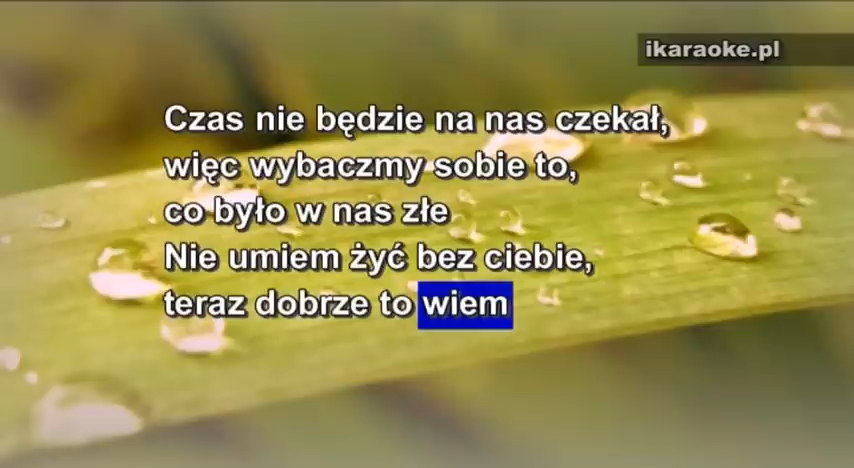 ikaraoke.pl
Czas nie będzie na nas czekał,
więc wybaczmy sobie to,
co było w nas złe
Nie umiem żyć bez ciebie,
teraz dobrze to wiem